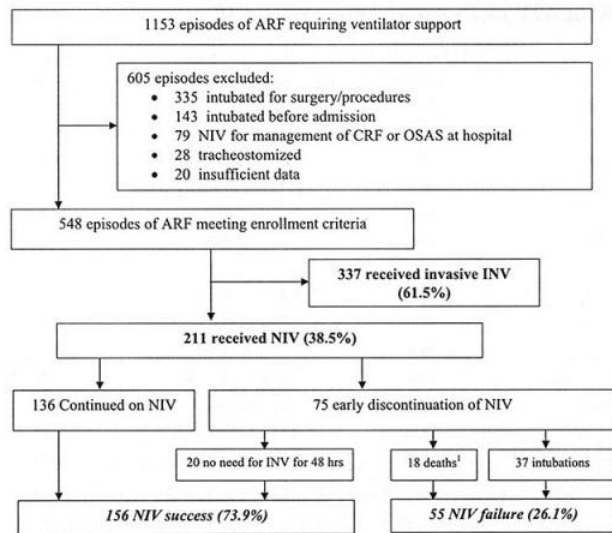 1153 episodes of ARF requiring ventilator support
605 episodes excluded:
• 335 intubated for surgery/procedures
• 143 intubated before admission
• 79 NIV for management of CRF or OSAS at hospital
• 28 tracheostomized
• 20 insufficient data
548 episodes of ARF meeting enrollment criteria
337 received invasive INV
(61.5%)
211 received NIV (38.5%)
136 Continued on NIV
75 early discontinuation of NIV
20 no need for INV for 48 hrs
18 deaths¹
37 intubations
156 NIV success (73.9%)
55 NIV failure (26.1%)